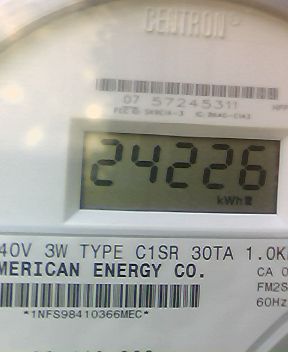 CENTRON
07 57245311
24226
kWh
40V 3W TYPE C1SR 30TA 1.0K
MERICAN ENERGY CO.
CA 0
FM2S
60Hz
*1NFS98410366MEC*